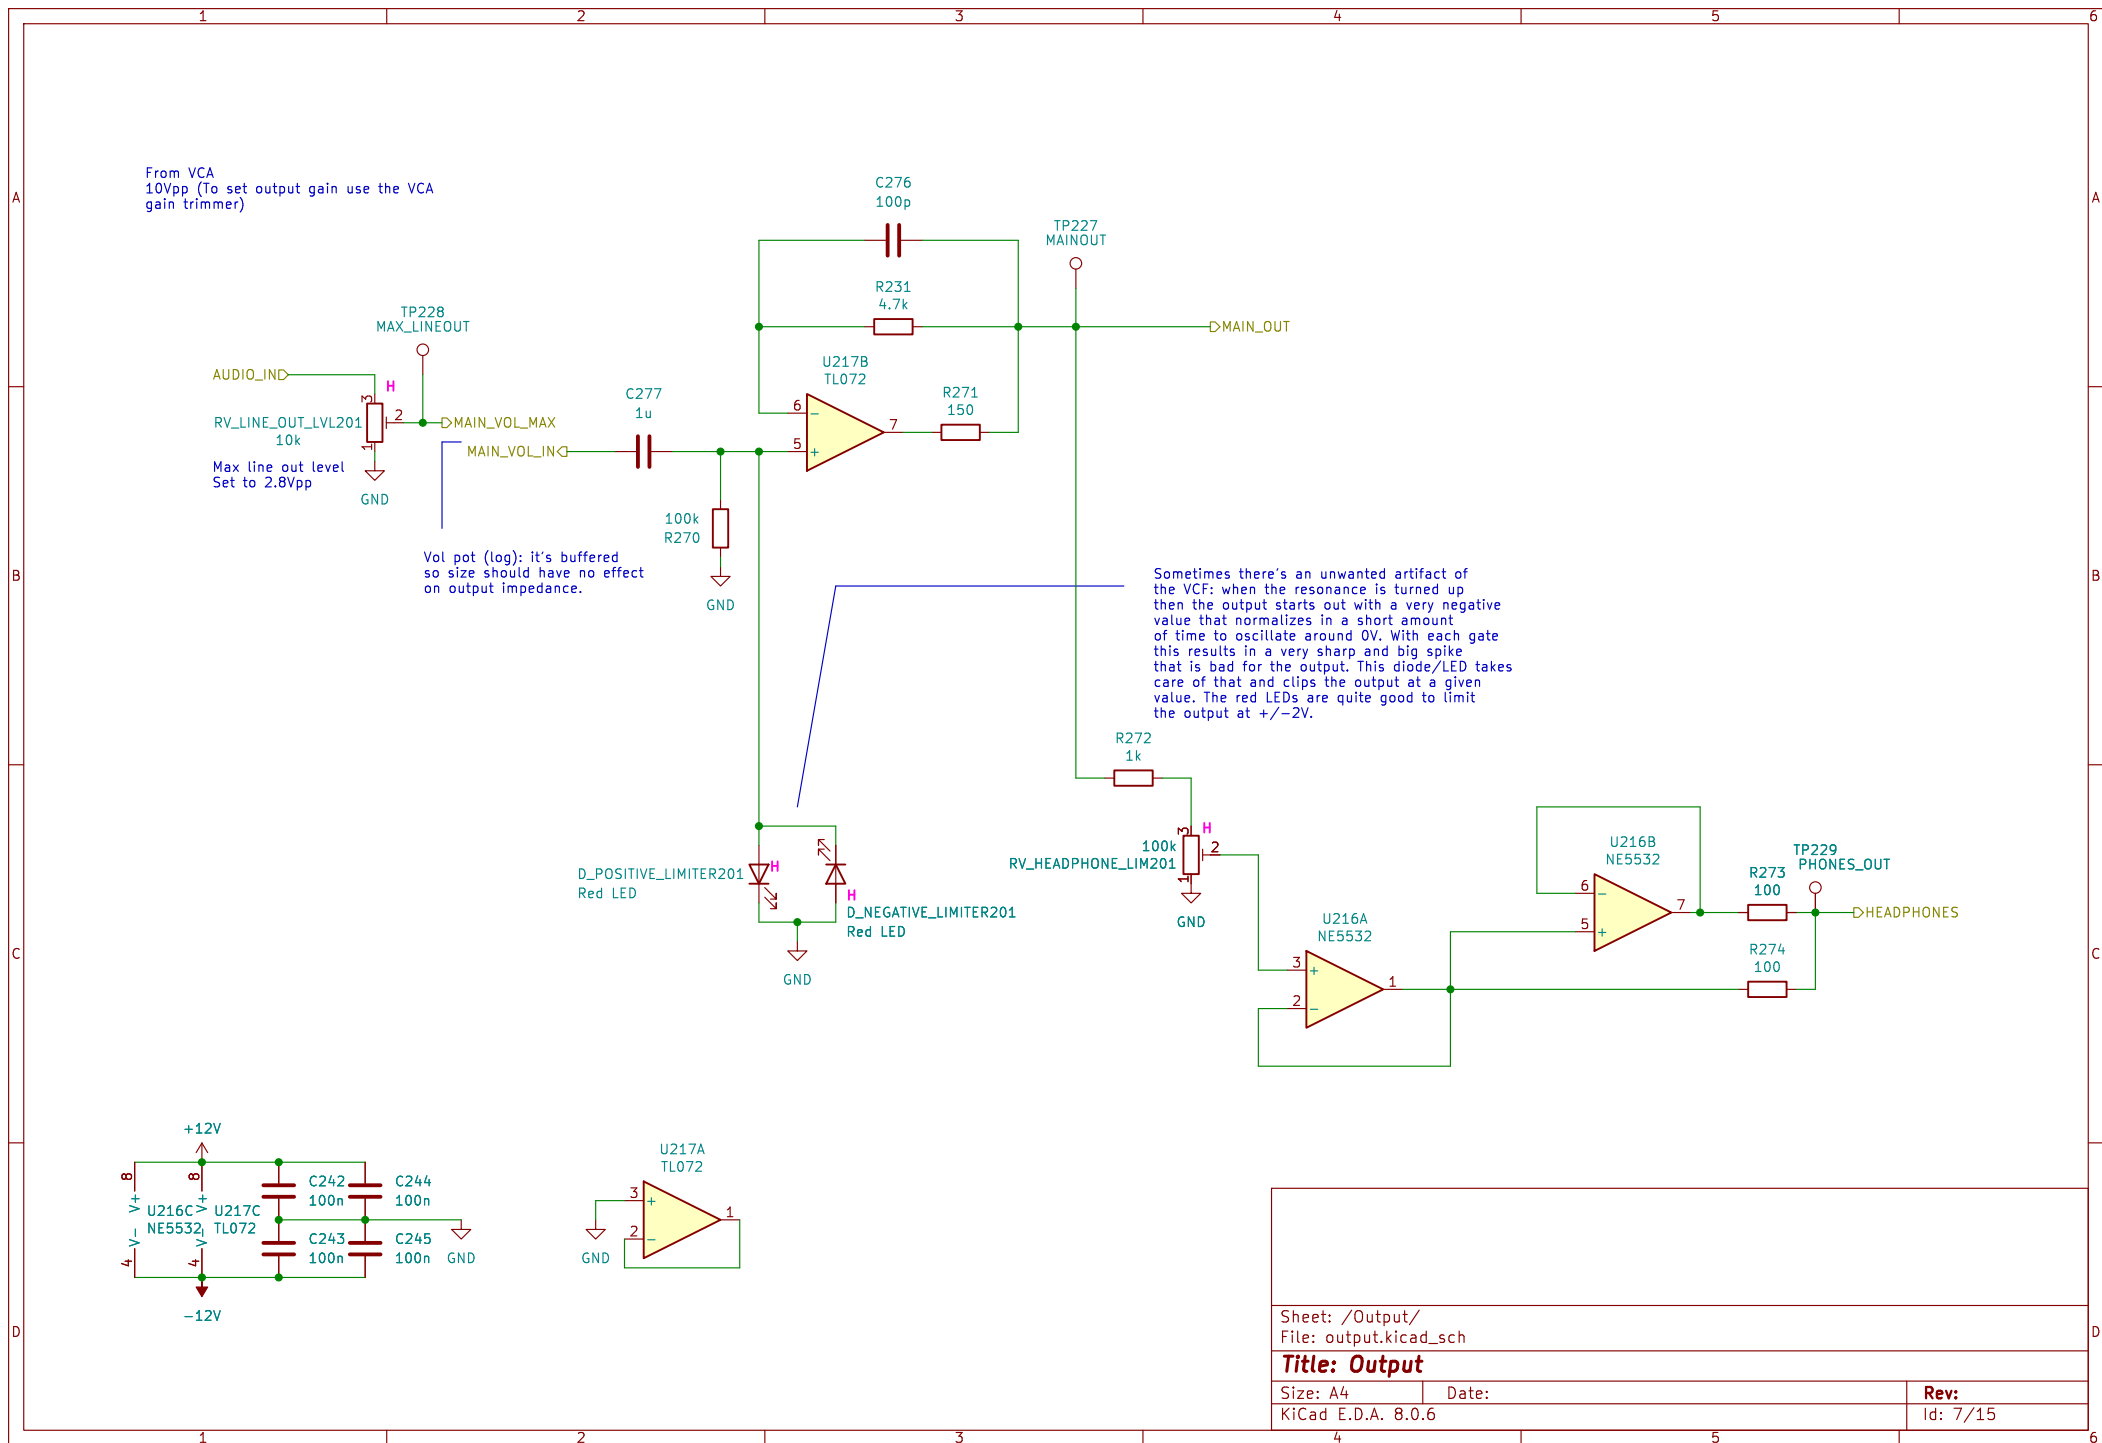 1 2 3 4 5 6
A
B
C
D
A
B
C
D
From VCA
10Vpp (To set output gain use the VCA
gain trimmer)
C276
100p
TP227
MAINOUT
R231
4.7k
TP228
MAX_LINEOUT
MAIN_OUT
U217B
TL072
AUDIO_IN
H
3
2
1
RV_LINE_OUT_LVL201
10k
MAIN_VOL_MAX
Max line out level
Set to 2.8Vpp
GND
C277
1u
MAIN_VOL_IN
6
−
5
+
7
R271
150
100k
R270
GND
Vol pot (log): it's buffered
so size should have no effect
on output impedance.
Sometimes there's an unwanted artifact of
the VCF: when the resonance is turned up
then the output starts out with a very negative
value that normalizes in a short amount
of time to oscillate around 0V. With each gate
this results in a very sharp and big spike
that is bad for the output. This diode/LED takes
care of that and clips the output at a given
value. The red LEDs are quite good to limit
the output at +/-2V.
R272
1k
H
3
2
1
100k
RV_HEADPHONE_LIM201
GND
D_POSITIVE_LIMITER201
Red LED
H
H
D_NEGATIVE_LIMITER201
Red LED
GND
U216A
NE5532
3
+
2
−
1
U216B
NE5532
6
−
5
+
7
R273
100
TP229
PHONES_OUT
HEADPHONES
R274
100
+12V
8
V+
V-
4
8
V+
V-
4
U216C
NE5532
U217C
TL072
C242
100n
C244
100n
C243
100n
C245
100n
GND
-12V
U217A
TL072
3
+
2
−
1
GND
Sheet: /Output/
File: output.kicad_sch
Title: Output
Size: A4 Date: Rev:
KiCad E.D.A. 8.0.6 Id: 7/15
1 2 3 4 5 6